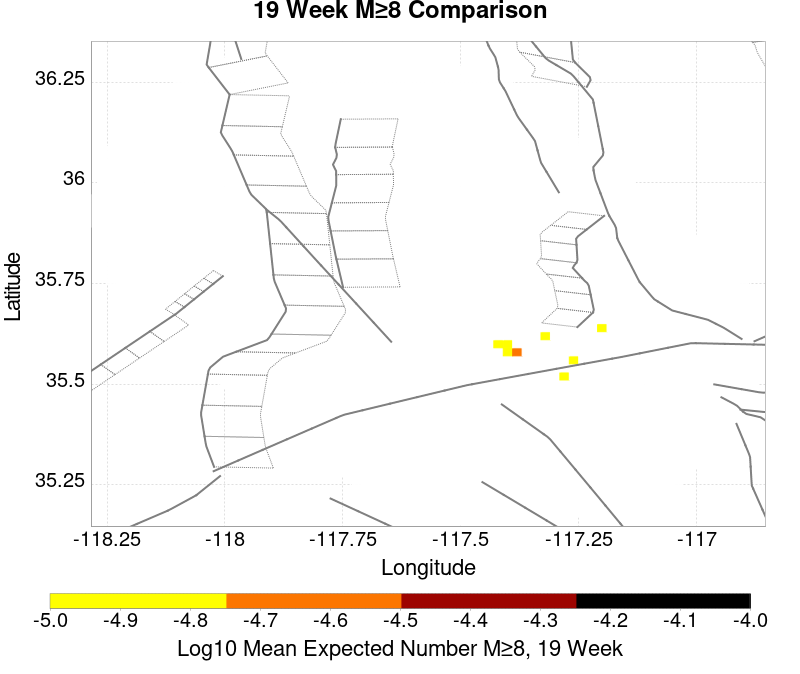 19 Week M≥8 Comparison
36.25
36
35.75
35.5
35.25
Latitude
-118.25 -118 -117.75 -117.5 -117.25 -117
Longitude
-5.0 -4.9 -4.8 -4.7 -4.6 -4.5 -4.4 -4.3 -4.2 -4.1 -4.0
Log10 Mean Expected Number M≥8, 19 Week